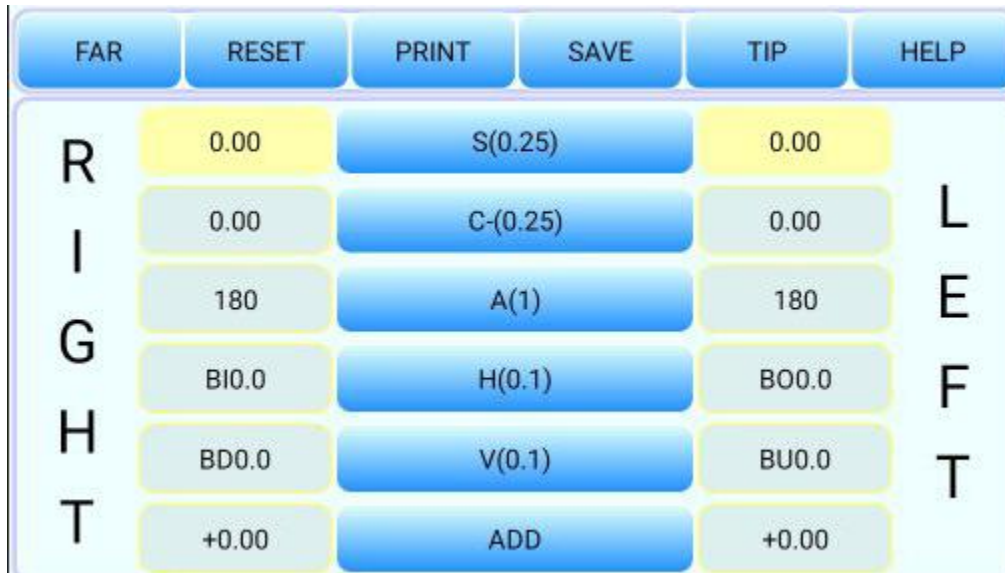 FAR RESET PRINT SAVE TIP HELP
RIGHT
LEFT
0.00 S(0.25) 0.00
0.00 C-(0.25) 0.00
180 A(1) 180
BI0.0 H(0.1) BO0.0
BD0.0 V(0.1) BU0.0
+0.00 ADD +0.00